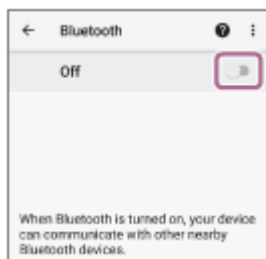 Bluetooth
Off
When Bluetooth is turned on, your device
can communicate with other nearby
Bluetooth devices.